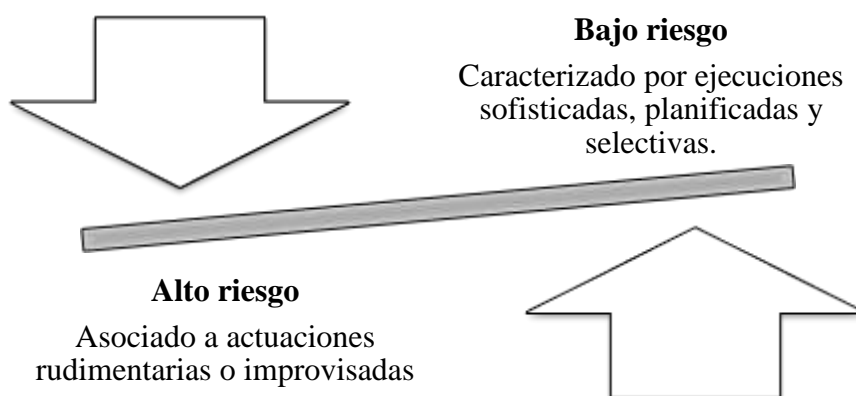 Bajo riesgo
Caracterizado por ejecuciones
sofisticadas, planificadas y
selectivas.
Alto riesgo
Asociado a actuaciones
rudimentarias o improvisadas